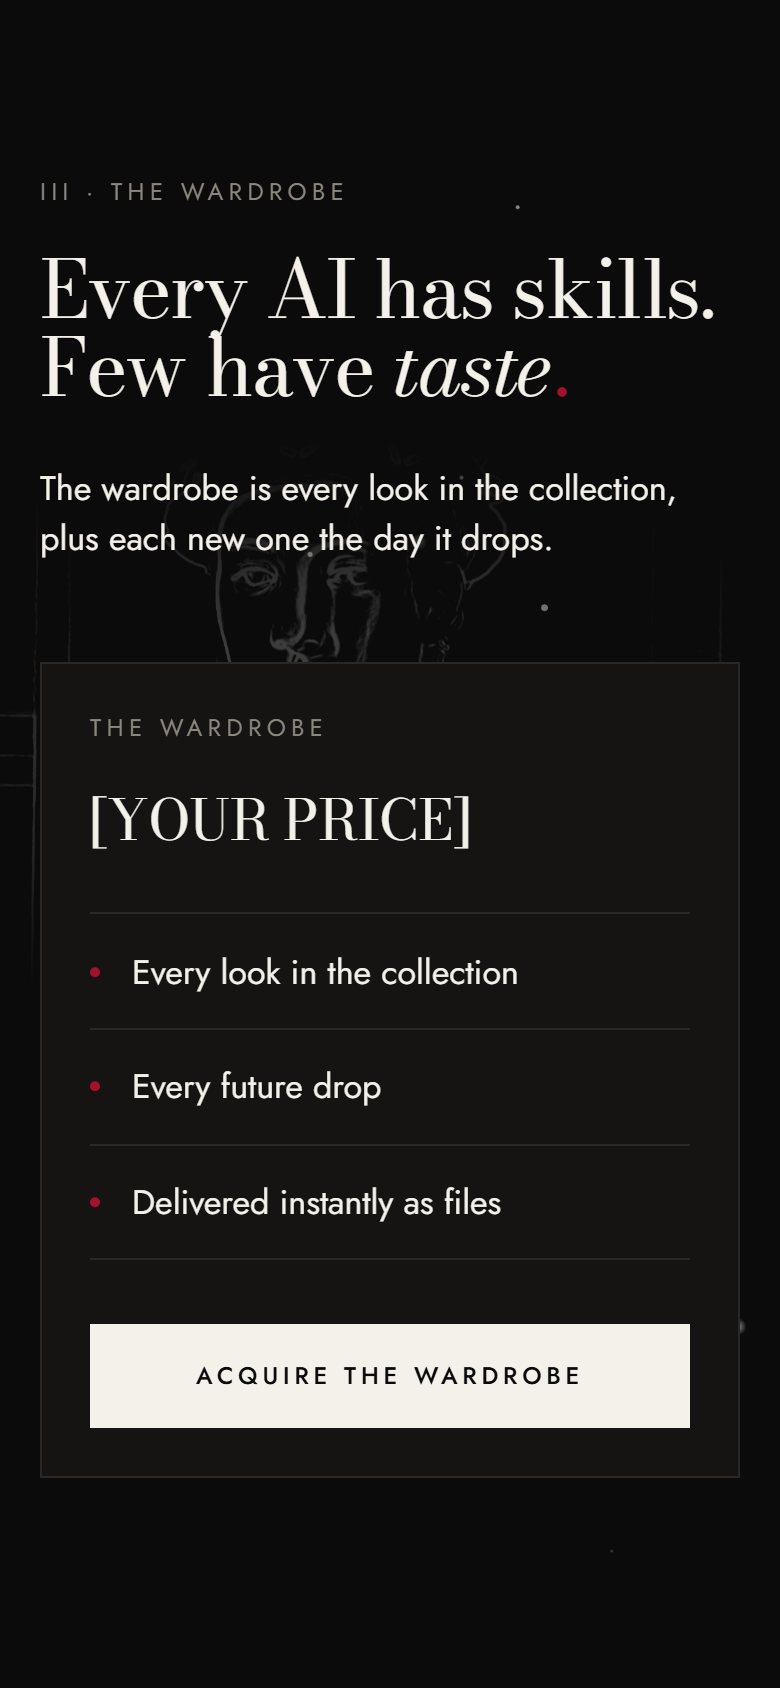 III · THE WARDROBE
Every AI has skills.
Few have taste.
The wardrobe is every look in the collection,
plus each new one the day it drops.
THE WARDROBE
[YOUR PRICE]
Every look in the collection
Every future drop
Delivered instantly as files
ACQUIRE THE WARDROBE